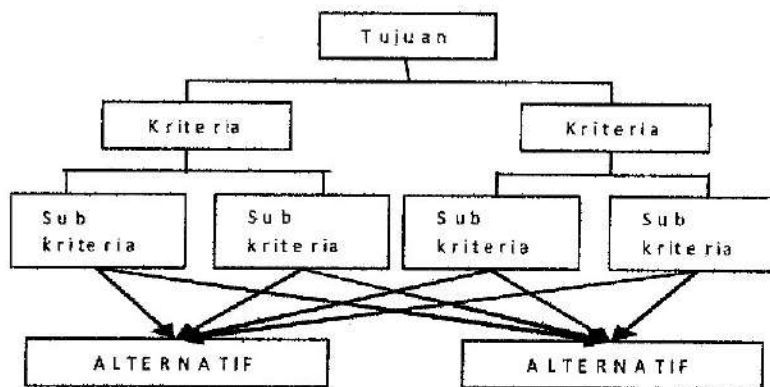 Tujuan
Kriteria
Kriteria
Sub
kriteria
Sub
kriteria
Sub
kriteria
Sub
kriteria
ALTERNATIF
ALTERNATIF